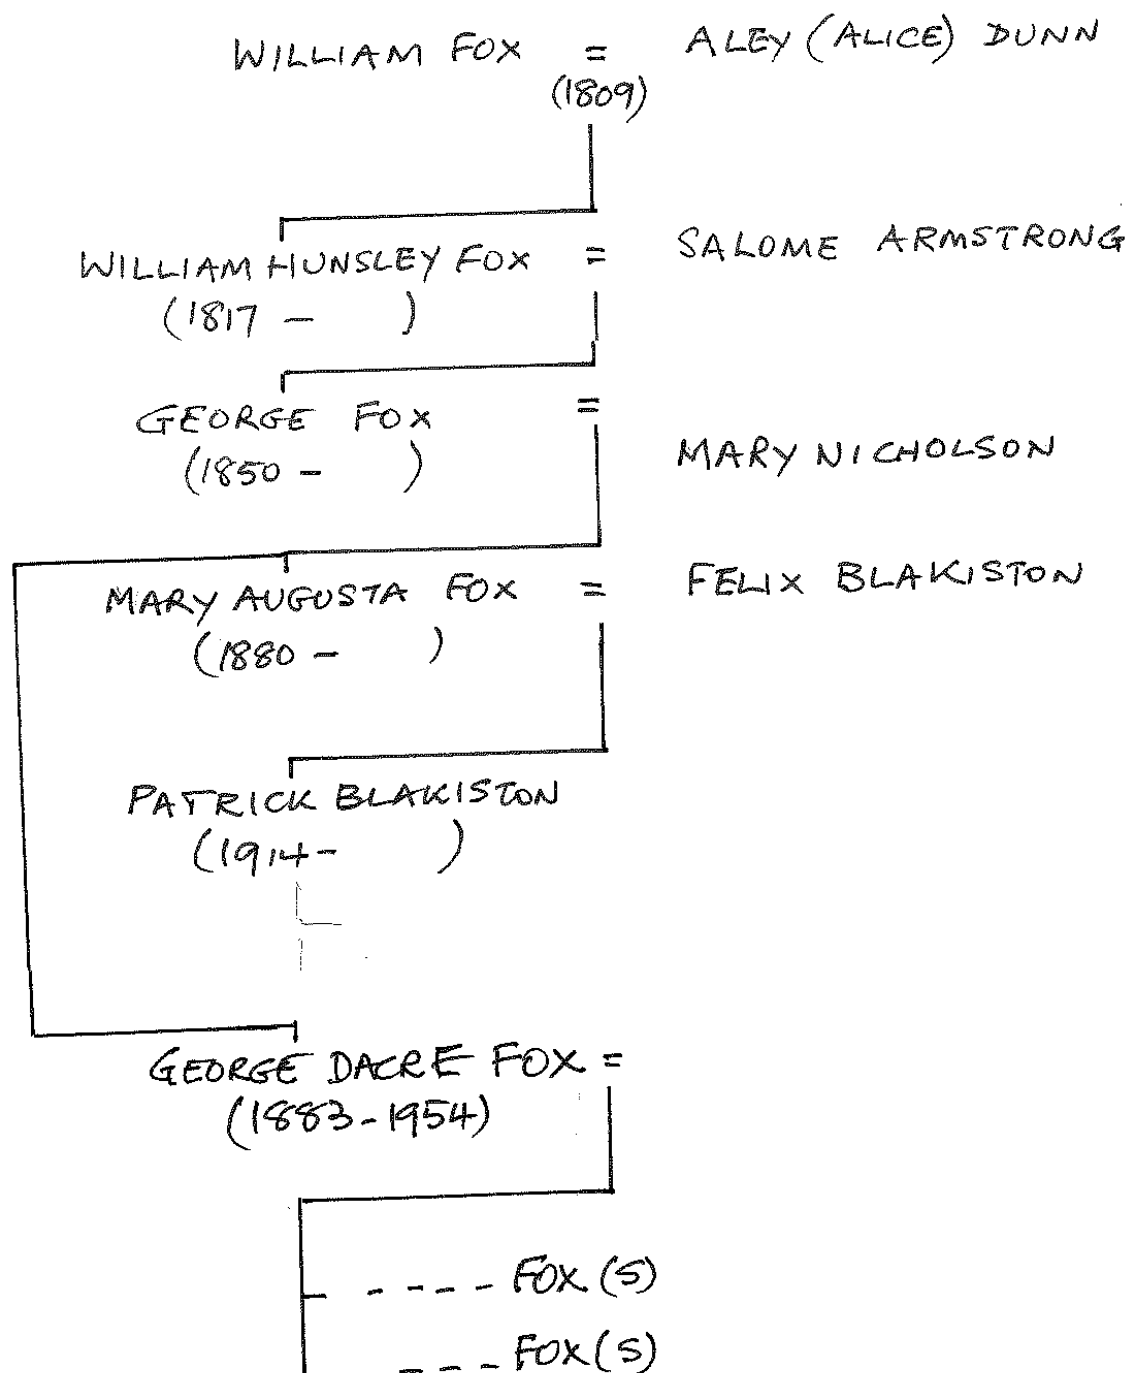 WILLIAM FOX = ALEY (ALICE) DUNN
(1809)
WILLIAM HUNSLEY FOX = SALOME ARMSTRONG
(1817 - )
GEORGE FOX =
MARY NICHOLSON
(1850 - )
MARY AUGUSTA FOX = FELIX BLAKISTON
(1880 - )
PATRICK BLAKISTON
(1914 - )
GEORGE DACRE FOX =
(1883 - 1954)
- - - - FOX (S)
- - - FOX (S)